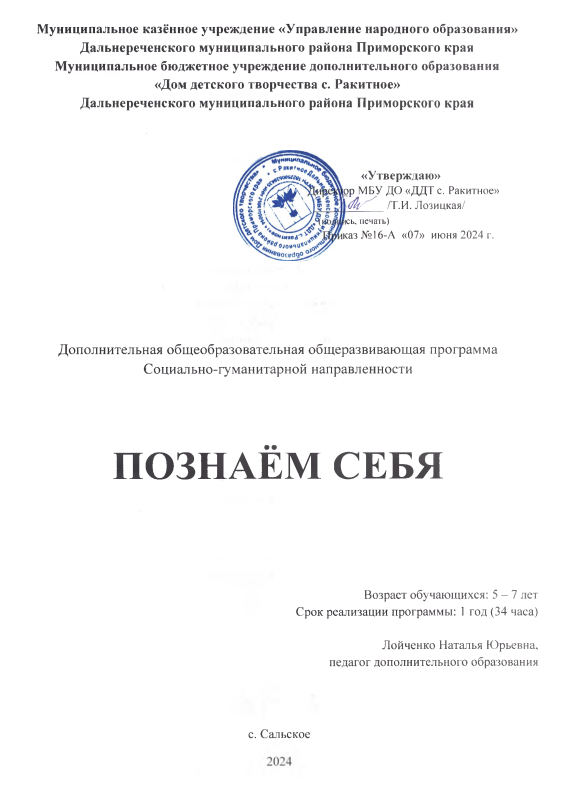 Муниципальное казённое учреждение «Управление народного образования»
Дальнереченского муниципального района Приморского края
Муниципальное бюджетное учреждение дополнительного образования
«Дом детского творчества с. Ракитное»
Дальнереченского муниципального района Приморского края
«Утверждаю»
Директор МБУ ДО «ДДТ с. Ракитное»
/Т.И. Лозицкая/
(подпись, печать)
Приказ №16-А «07» июня 2024 г.
Дополнительная общеобразовательная общеразвивающая программа
Социально-гуманитарной направленности
ПОЗНАЁМ СЕБЯ
Возраст обучающихся: 5 – 7 лет
Срок реализации программы: 1 год (34 часа)
Лойченко Наталья Юрьевна,
педагог дополнительного образования
с. Сальское
2024